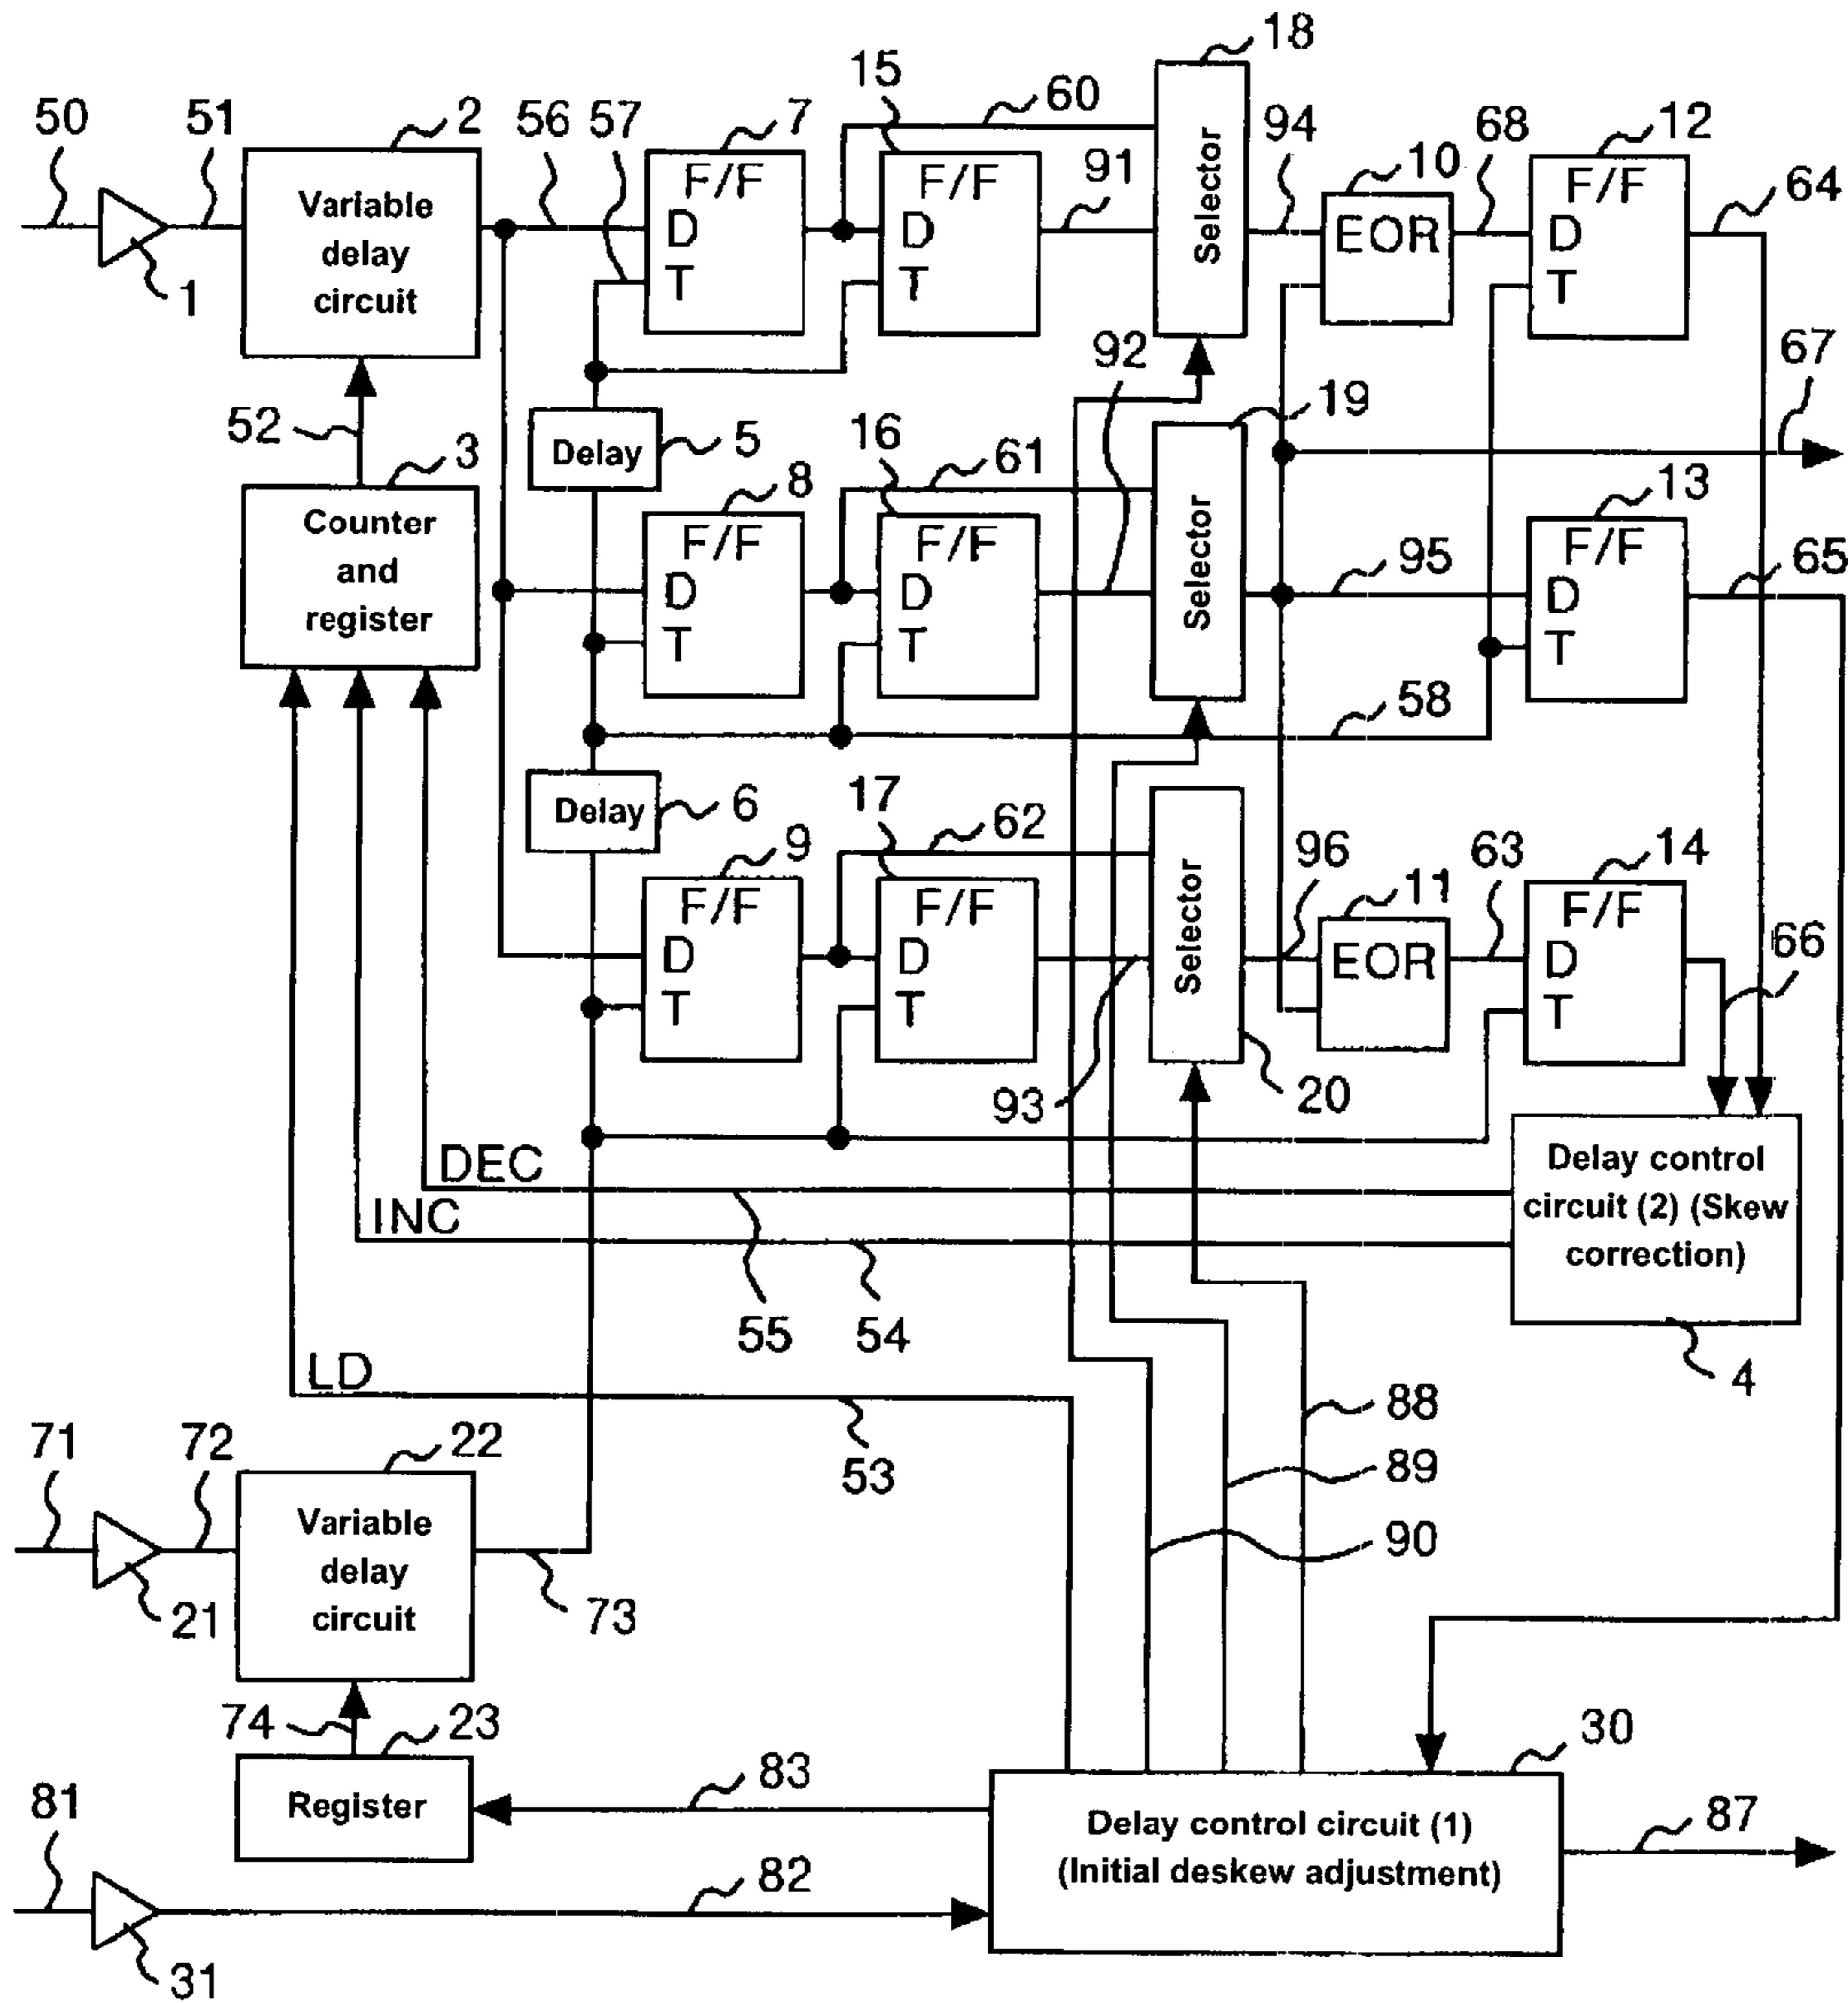 18
15
60
50
51
2
56
57
7
91
94
10
68
12
64
Variable
delay
circuit
F/F
D
T
F/F
D
T
Selector
EOR
F/F
D
T
1
92
67
52
3
Delay
5
16
61
19
13
Counter
and
register
8
F/F
D
T
F/F
D
T
Selector
95
F/F
D
T
65
58
Delay
6
17
62
9
96
63
14
F/F
D
T
F/F
D
T
Selector
11
EOR
F/F
D
T
66
93
20
DEC
INC
Delay control
circuit (2) (Skew
correction)
55
54
4
LD
53
88
89
90
71
72
22
Variable
delay
circuit
21
73
74
23
Register
83
30
81
82
Delay control circuit (1)
(Initial deskew adjustment)
87
31